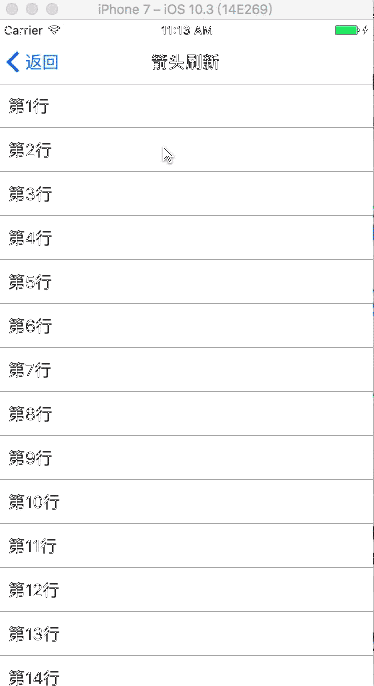 iPhone 7 – iOS 10.3 (14E269)
Carrier 11:13 AM
返回 箭头刷新
第1行
第2行
第3行
第4行
第5行
第6行
第7行
第8行
第9行
第10行
第11行
第12行
第13行
第14行